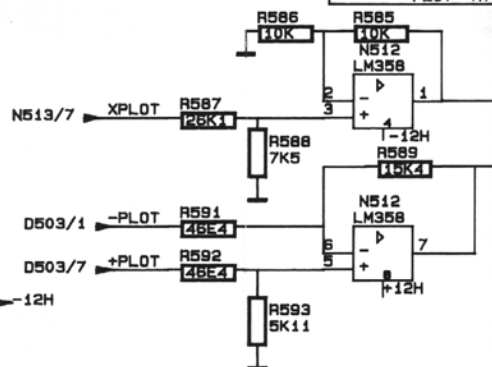 R586
10K
R585
10K
N512
LM358
2
-
3
+
1
4
-12H
N513/7
XPLOT
R587
26K1
R588
7K5
R589
15K4
N512
LM358
D503/1
-PLOT
R591
46E4
6
-
5
+
7
8
+12H
D503/7
+PLOT
R592
46E4
-12H
R593
5K11